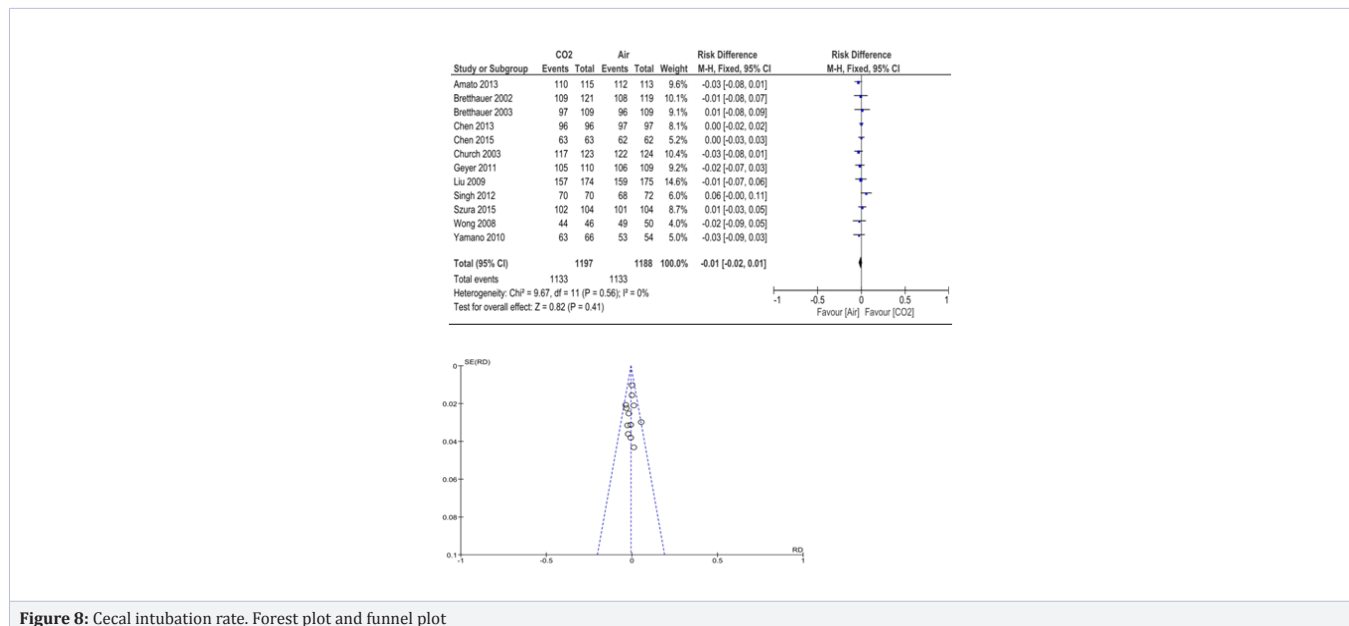 CO2 Air Risk Difference Risk Difference
Study or Subgroup Events Total Events Total Weight M-H, Fixed, 95% CI M-H, Fixed, 95% CI
Amato 2013 110 115 112 113 9.6% -0.03 [-0.08, 0.01]
Bretthauer 2002 109 121 108 119 10.1% -0.01 [-0.08, 0.07]
Bretthauer 2003 97 109 96 109 9.1% 0.01 [-0.08, 0.09]
Chen 2013 96 96 97 97 8.1% 0.00 [-0.02, 0.02]
Chen 2015 63 63 62 62 5.2% 0.00 [-0.03, 0.03]
Church 2003 117 123 122 124 10.4% -0.03 [-0.08, 0.01]
Geyer 2011 105 110 106 109 9.2% -0.02 [-0.07, 0.03]
Liu 2009 157 174 159 175 14.6% -0.01 [-0.07, 0.06]
Singh 2012 70 70 68 72 6.0% 0.06 [-0.00, 0.11]
Szura 2015 102 104 101 104 8.7% 0.01 [-0.03, 0.05]
Wong 2008 44 46 49 50 4.0% -0.02 [-0.09, 0.05]
Yamano 2010 63 66 53 54 5.0% -0.03 [-0.09, 0.03]
Total (95% CI) 1197 1188 100.0% -0.01 [-0.02, 0.01]
Total events 1133 1133
Heterogeneity: Chi² = 9.67, df = 11 (P = 0.56); I² = 0%
Test for overall effect: Z = 0.82 (P = 0.41)
-1 -0.5 0 0.5 1
Favour [Air] Favour [CO2]
0 SE(RD)
0.02
0.04
0.06
0.08
0.1
RD
-1 -0.5 0 0.5 1
Figure 8: Cecal intubation rate. Forest plot and funnel plot